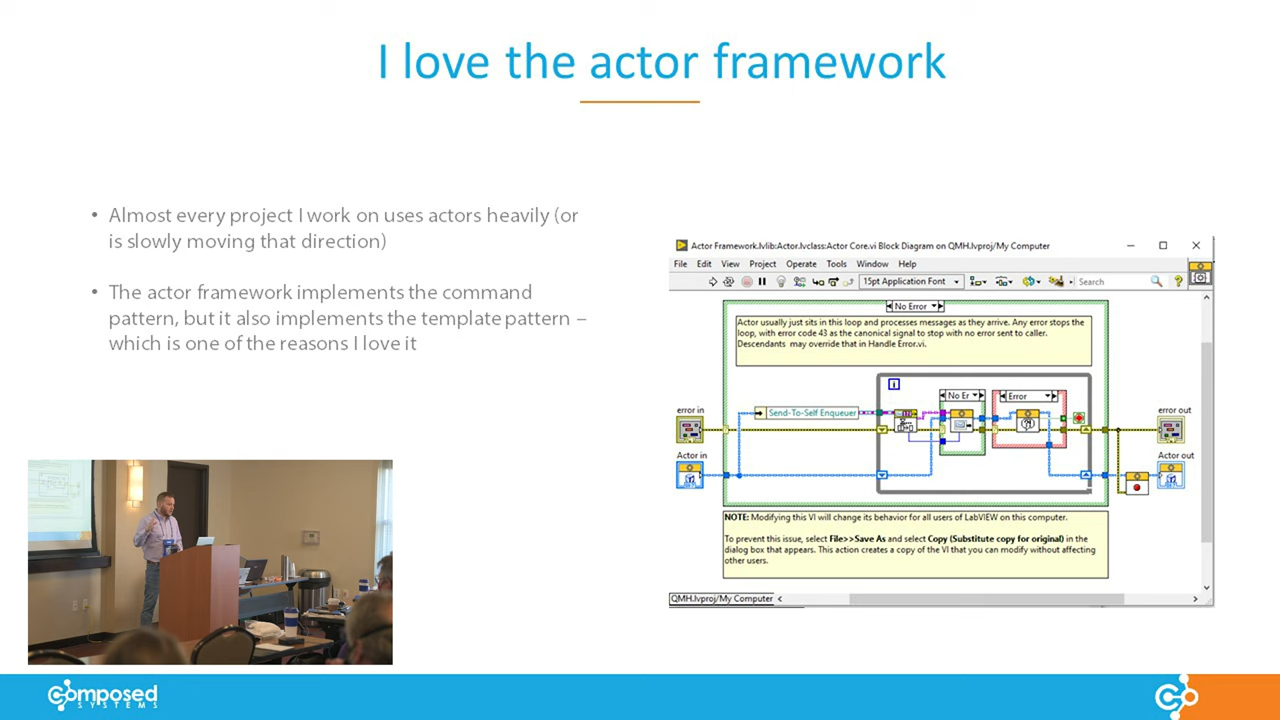 I love the actor framework
• Almost every project I work on uses actors heavily (or
is slowly moving that direction)
• The actor framework implements the command
pattern, but it also implements the template pattern –
which is one of the reasons I love it
Actor Framework.lvlib:Actor.lvclass:Actor Core.vi Block Diagram on QMH.lvproj/My Computer
File Edit View Project Operate Tools Window Help
15pt Application Font
Search
No Error
Actor usually just sits in this loop and processes messages as they arrive. Any error stops the
loop, with error code 43 as the canonical signal to stop with no error sent to caller.
Descendants may override that in Handle Error.vi.
i
No Er
Error
Send-To-Self Enqueuer
error in
error out
Actor in
Actor out
NOTE: Modifying this VI will change its behavior for all users of LabVIEW on this computer.
To prevent this issue, select File>>Save As and select Copy (Substitute copy for original) in the
dialog box that appears. This action creates a copy of the VI that you can modify without affecting
other users.
QMH.lvproj/My Computer
composed
SYSTEMS